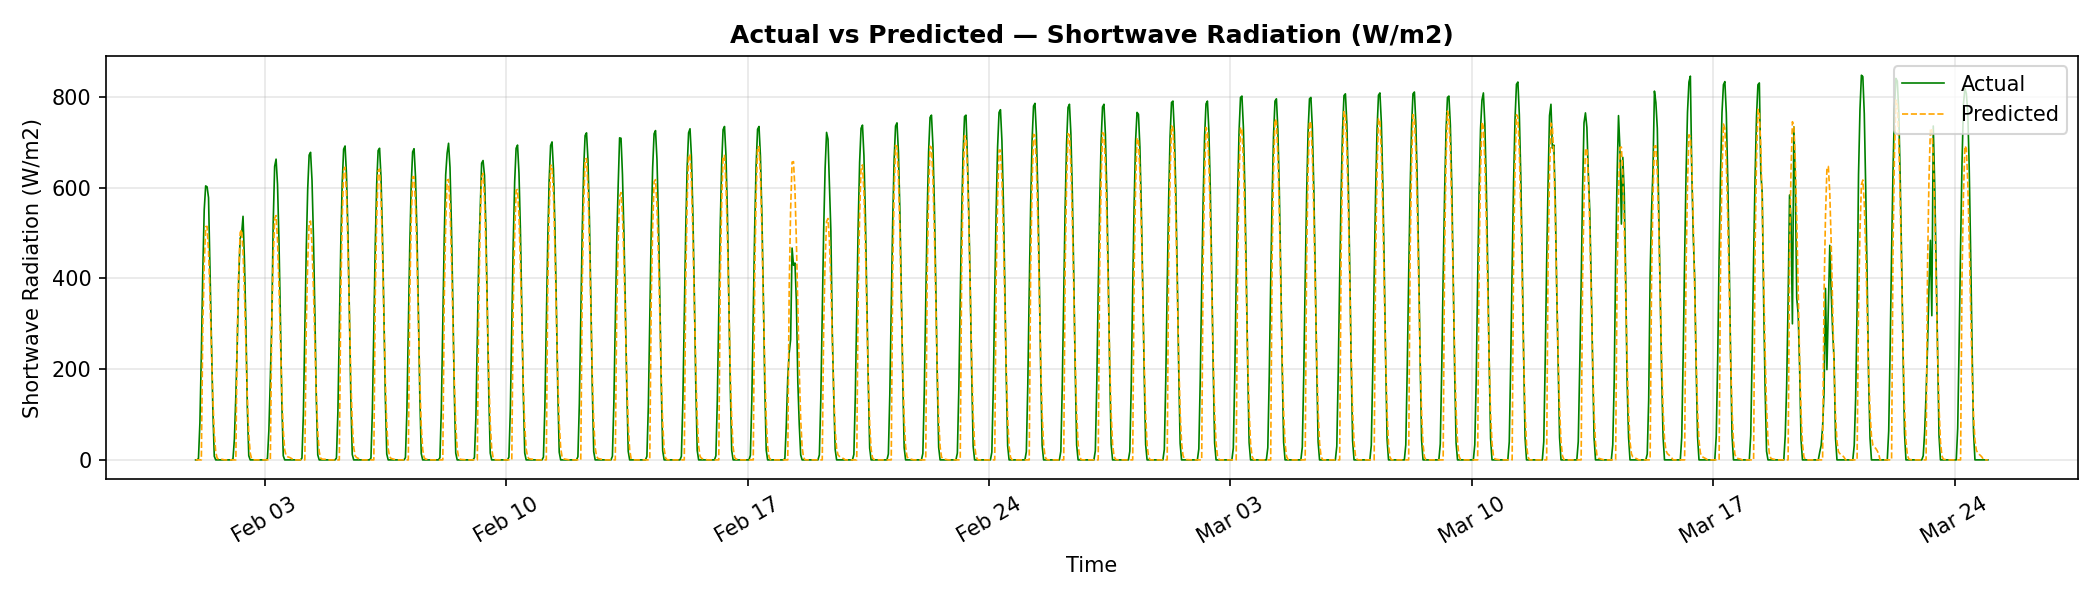 Actual vs Predicted — Shortwave Radiation (W/m2)
Shortwave Radiation (W/m2)
800
600
400
200
0
Actual
Predicted
Feb 03
Feb 10
Feb 17
Feb 24
Mar 03
Mar 10
Mar 17
Mar 24
Time